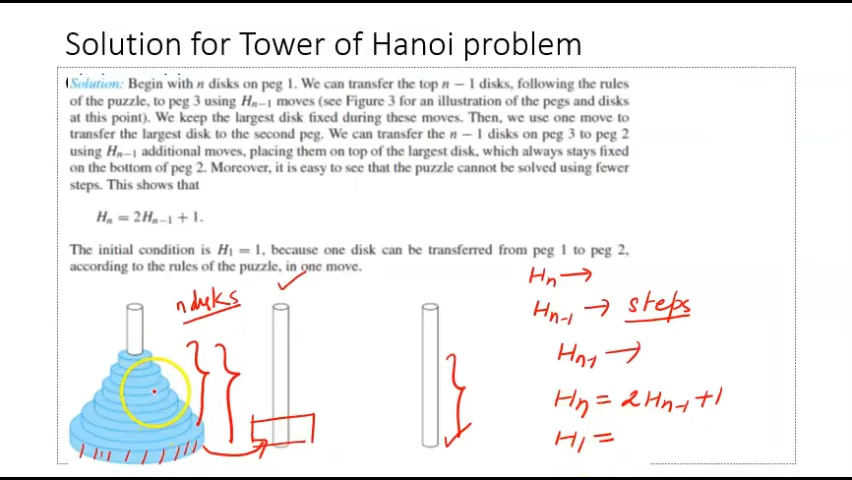 Solution for Tower of Hanoi problem
Solution: Begin with n disks on peg 1. We can transfer the top n − 1 disks, following the rules
of the puzzle, to peg 3 using Hₙ₋₁ moves (see Figure 3 for an illustration of the pegs and disks
at this point). We keep the largest disk fixed during these moves. Then, we use one move to
transfer the largest disk to the second peg. We can transfer the n − 1 disks on peg 3 to peg 2
using Hₙ₋₁ additional moves, placing them on top of the largest disk, which always stays fixed
on the bottom of peg 2. Moreover, it is easy to see that the puzzle cannot be solved using fewer
steps. This shows that
Hₙ = 2Hₙ₋₁ + 1.
The initial condition is H₁ = 1, because one disk can be transferred from peg 1 to peg 2,
according to the rules of the puzzle, in one move.
n disks
Hₙ →
Hₙ₋₁ → steps
Hₙ₋₁ →
Hₙ = 2Hₙ₋₁ + 1
H₁ =